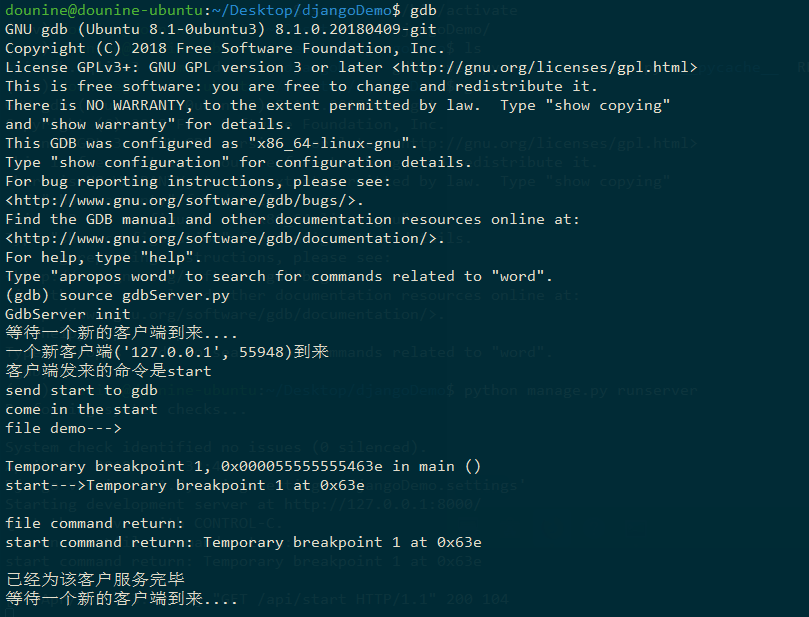 dounine@dounine-ubuntu:~/Desktop/djangoDemo$ gdb
GNU gdb (Ubuntu 8.1-0ubuntu3) 8.1.0.20180409-git
Copyright (C) 2018 Free Software Foundation, Inc.
License GPLv3+: GNU GPL version 3 or later <http://gnu.org/licenses/gpl.html>
This is free software: you are free to change and redistribute it.
There is NO WARRANTY, to the extent permitted by law.  Type "show copying"
and "show warranty" for details.
This GDB was configured as "x86_64-linux-gnu".
Type "show configuration" for configuration details.
For bug reporting instructions, please see:
<http://www.gnu.org/software/gdb/bugs/>.
Find the GDB manual and other documentation resources online at:
<http://www.gnu.org/software/gdb/documentation/>.
For help, type "help".
Type "apropos word" to search for commands related to "word".
(gdb) source gdbServer.py
GdbServer init
等待一个新的客户端到来....
一个新客户端('127.0.0.1', 55948)到来
客户端发来的命令是start
send start to gdb
come in the start
file demo--->
Temporary breakpoint 1, 0x000055555555463e in main ()
start--->Temporary breakpoint 1 at 0x63e
file command return:
start command return: Temporary breakpoint 1 at 0x63e
已经为该客户服务完毕
等待一个新的客户端到来....